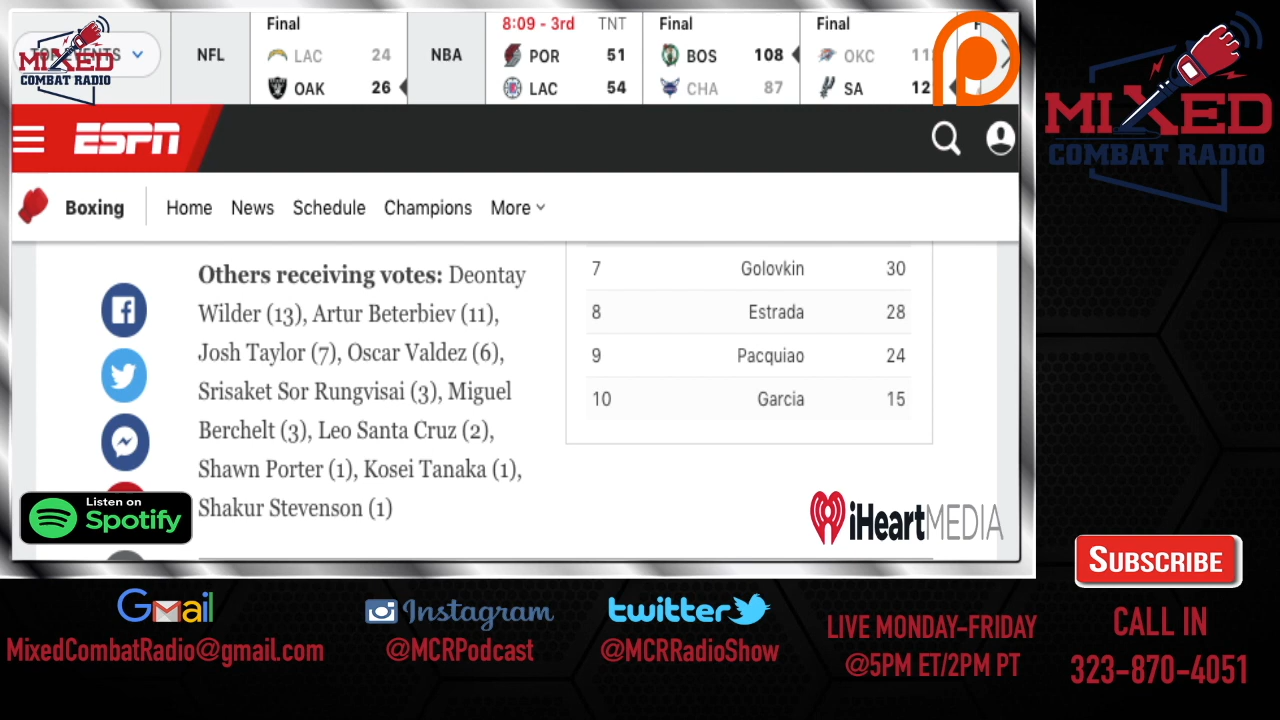 Final
8:09 - 3rd
TNT
Final
Final
NFL
LAC 24
OAK 26
NBA
POR 51
LAC 54
BOS 108
CHA 87
OKC
SA
MIXED
COMBAT RADIO
MIXED
COMBAT RADIO
ESPN
Boxing
Home
News
Schedule
Champions
More
Others receiving votes: Deontay
Wilder (13), Artur Beterbiev (11),
Josh Taylor (7), Oscar Valdez (6),
Srisaket Sor Rungvisai (3), Miguel
Berchelt (3), Leo Santa Cruz (2),
Shawn Porter (1), Kosei Tanaka (1),
Shakur Stevenson (1)
7 Golovkin 30
8 Estrada 28
9 Pacquiao 24
10 Garcia 15
Listen on
Spotify
iHeartMEDIA
SUBSCRIBE
Gmail
MixedCombatRadio@gmail.com
Instagram
@MCRPodcast
twitter
@MCRRadioShow
LIVE MONDAY-FRIDAY
@5PM ET/2PM PT
CALL IN
323-870-4051